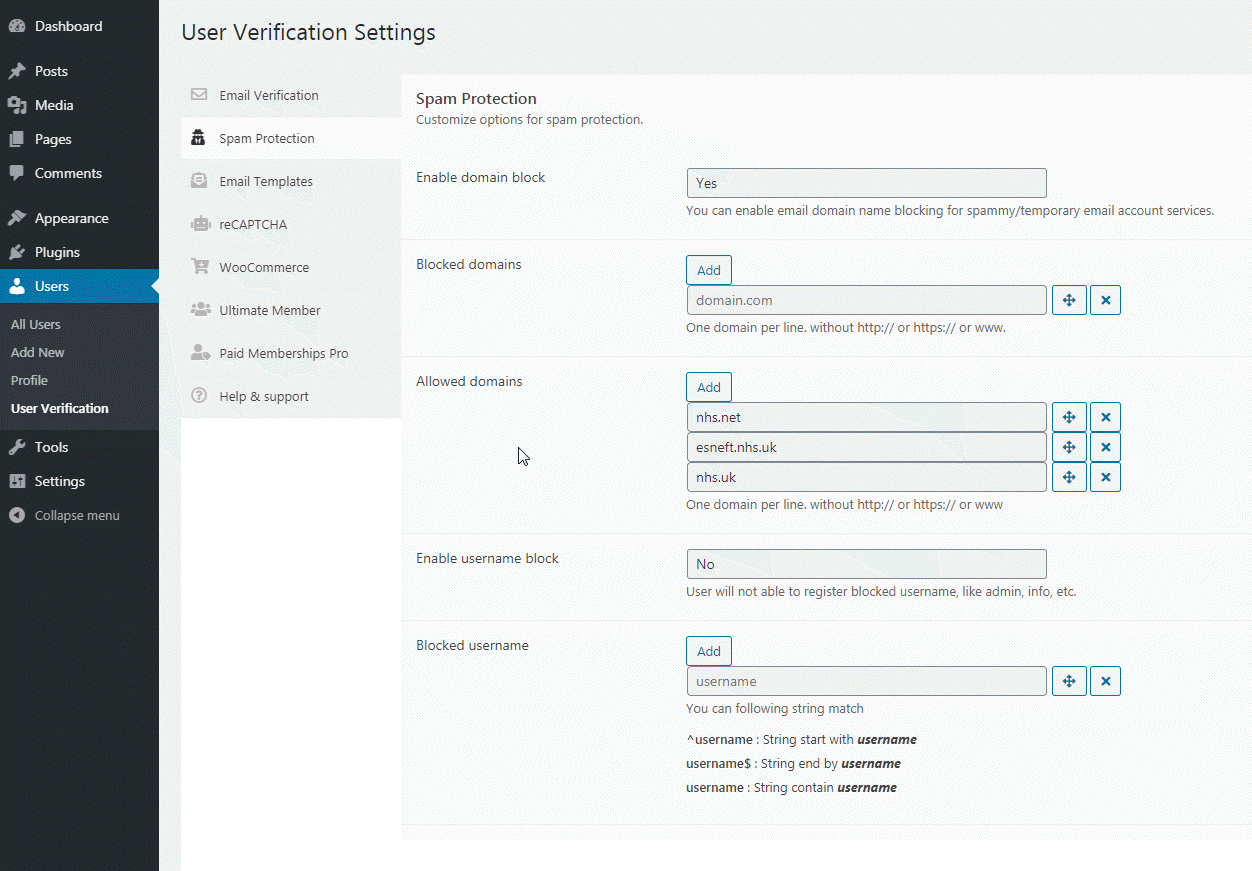 Dashboard
Posts
Media
Pages
Comments
Appearance
Plugins
Users
All Users
Add New
Profile
User Verification
Tools
Settings
Collapse menu
User Verification Settings
Email Verification
Spam Protection
Email Templates
reCAPTCHA
WooCommerce
Ultimate Member
Paid Memberships Pro
Help & support
Spam Protection
Customize options for spam protection.
Enable domain block
Yes
You can enable email domain name blocking for spammy/temporary email account services.
Blocked domains
Add
domain.com
One domain per line. without http:// or https:// or www.
Allowed domains
Add
nhs.net
esneft.nhs.uk
nhs.uk
One domain per line. without http:// or https:// or www
Enable username block
No
User will not able to register blocked username, like admin, info, etc.
Blocked username
Add
username
You can following string match
^username : String start with username
username$ : String end by username
username : String contain username